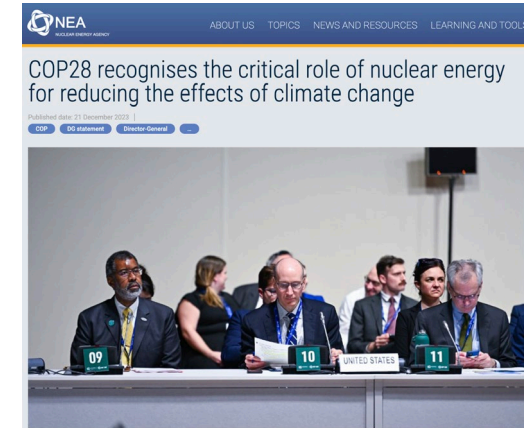 NEA
NUCLEAR ENERGY AGENCY
ABOUT US TOPICS NEWS AND RESOURCES LEARNING AND TOOLS
COP28 recognises the critical role of nuclear energy
for reducing the effects of climate change
Published date: 21 December 2023 |
COP DG statement Director-General ...
09 10 UNITED STATES 11